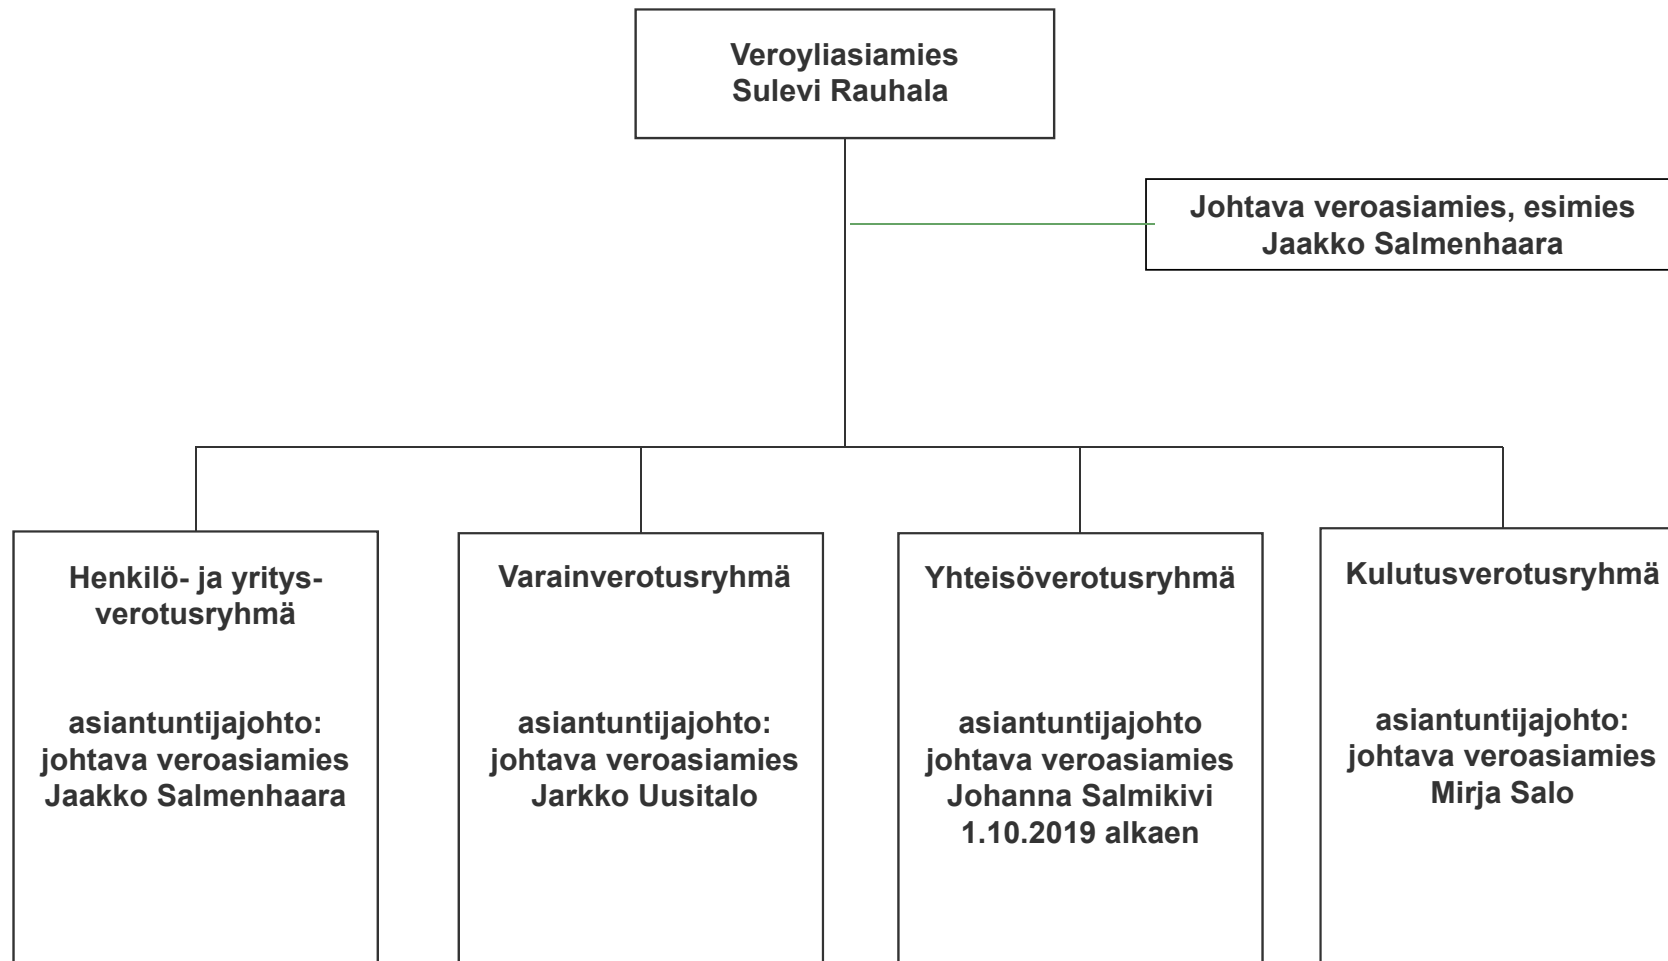 Veroyliasiamies
Sulevi Rauhala
Johtava veroasiamies, esimies
Jaakko Salmenhaara
Henkilö- ja yritys-
verotusryhmä
asiantuntijajohto:
johtava veroasiamies
Jaakko Salmenhaara
Varainverotusryhmä
asiantuntijajohto:
johtava veroasiamies
Jarkko Uusitalo
Yhteisöverotusryhmä
asiantuntijajohto
johtava veroasiamies
Johanna Salmikivi
1.10.2019 alkaen
Kulutusverotusryhmä
asiantuntijajohto:
johtava veroasiamies
Mirja Salo